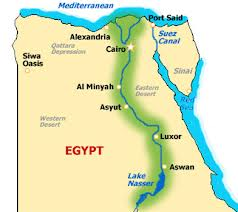 Mediterranean
Port Said
Alexandria
Suez
Canal
Cairo
Siwa
Oasis
Qattara
Depression
Sinai
Al Minyah
Eastern
Desert
Asyut
Red
Sea
Western
Desert
Luxor
EGYPT
Aswan
Lake
Nasser